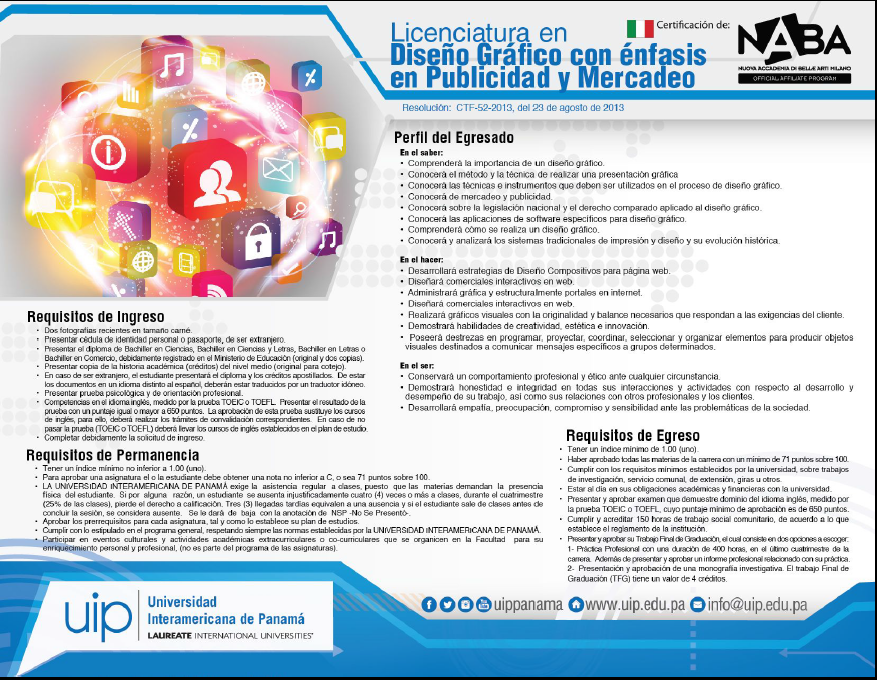 Licenciatura en
Diseño Gráfico con énfasis
en Publicidad y Mercadeo
Certificación de:
NABA
NUOVA ACCADEMIA DI BELLE ARTI MILANO
OFFICIAL AFFILIATE PROGRAM
Resolución: CTF-52-2013, del 23 de agosto de 2013
Perfil del Egresado
En el saber:
• Comprenderá la importancia de un diseño gráfico.
• Conocerá el método y la técnica de realizar una presentación gráfica
• Conocerá las técnicas e instrumentos que deben ser utilizados en el proceso de diseño gráfico.
• Conocerá de mercadeo y publicidad.
• Conocerá sobre la legislación nacional y el derecho comparado aplicado al diseño gráfico.
• Conocerá las aplicaciones de software específicos para diseño gráfico.
• Comprenderá cómo se realiza un diseño gráfico.
• Conocerá y analizará los sistemas tradicionales de impresión y diseño y su evolución histórica.
En el hacer:
• Desarrollará estrategias de Diseño Compositivos para página web.
• Diseñará comerciales interactivos en web.
• Administrará gráfica y estructuralmente portales en internet.
• Diseñará comerciales interactivos en web.
• Realizará gráficos visuales con la originalidad y balance necesarios que respondan a las exigencias del cliente.
• Demostrará habilidades de creatividad, estética e innovación.
• Poseerá destrezas en programar, proyectar, coordinar, seleccionar y organizar elementos para producir objetos
visuales destinados a comunicar mensajes específicos a grupos determinados.
En el ser:
• Conservará un comportamiento profesional y ético ante cualquier circunstancia.
• Demostrará honestidad e integridad en todas sus interacciones y actividades con respecto al desarrollo y
desempeño de su trabajo, así como sus relaciones con otros profesionales y los clientes.
• Desarrollará empatía, preocupación, compromiso y sensibilidad ante las problemáticas de la sociedad.
Requisitos de Ingreso
• Dos fotografías recientes en tamaño carné.
• Presentar cédula de identidad personal o pasaporte, de ser extranjero.
• Presentar el diploma de Bachiller en Ciencias, Bachiller en Ciencias y Letras, Bachiller en Letras o
Bachiller en Comercio, debidamente registrado en el Ministerio de Educación (original y dos copias).
• Presentar copia de la historia académica (créditos) del nivel medio (original para cotejo).
• En caso de ser extranjero, el estudiante presentará el diploma y los créditos apostillados. De estar
los documentos en un idioma distinto al español, deberán estar traducidos por un traductor idóneo.
• Presentar prueba psicológica y de orientación profesional.
• Competencias en el idioma inglés, medido por la prueba TOEIC o TOEFL. Presentar el resultado de la
prueba con un puntaje igual o mayor a 650 puntos. La aprobación de esta prueba sustituye los cursos
de inglés, para ello, deberá realizar los trámites de convalidación correspondientes. En caso de no
pasar la prueba (TOEIC o TOEFL) deberá llevar los cursos de inglés establecidos en el plan de estudio.
• Completar debidamente la solicitud de ingreso.
Requisitos de Permanencia
• Tener un índice mínimo no inferior a 1.00 (uno).
• Para aprobar una asignatura el o la estudiante debe obtener una nota no inferior a C, o sea 71 puntos sobre 100.
• LA UNIVERSIDAD INTERAMERICANA DE PANAMÁ exige la asistencia regular a clases, puesto que las materias demandan la presencia
física del estudiante. Si por alguna razón, un estudiante se ausenta injustificadamente cuatro (4) veces o más a clases, durante el cuatrimestre
(25% de las clases), pierde el derecho a calificación. Tres (3) llegadas tardías equivalen a una ausencia y si el estudiante sale de clases antes de
concluir la sesión, se considera ausente. Se le dará de baja con la anotación de NSP -No Se Presentó-.
• Aprobar los prerrequisitos para cada asignatura, tal y como lo establece su plan de estudios.
• Cumplir con lo estipulado en el programa general, respetando siempre las normas establecidas por la UNIVERSIDAD INTERAMERICANA DE PANAMÁ.
• Participar en eventos culturales y actividades académicas extracurriculares o co-curriculares que se organicen en la Facultad para su
enriquecimiento personal y profesional, (no es parte del programa de las asignaturas).
Requisitos de Egreso
• Tener un índice mínimo de 1.00 (uno).
• Haber aprobado todas las materias de la carrera con un mínimo de 71 puntos sobre 100.
• Cumplir con los requisitos mínimos establecidos por la universidad, sobre trabajos
de investigación, servicio comunal, de extensión, giras u otros.
• Estar al día en sus obligaciones académicas y financieras con la universidad.
• Presentar y aprobar examen que demuestre dominio del idioma inglés, medido por
la prueba TOEIC o TOEFL, cuyo puntaje mínimo de aprobación es de 650 puntos.
• Cumplir y acreditar 150 horas de trabajo social comunitario, de acuerdo a lo que
establece el reglamento de la institución.
• Presentar y aprobar su Trabajo Final de Graduación, el cual consiste en dos opciones a escoger:
1- Práctica Profesional con una duración de 400 horas, en el último cuatrimestre de la
carrera. Además de presentar y aprobar un informe profesional relacionado con su práctica.
2- Presentación y aprobación de una monografía investigativa. El trabajo Final de
Graduación (TFG) tiene un valor de 4 créditos.
uip
Universidad
Interamericana de Panamá
LAUREATE INTERNATIONAL UNIVERSITIES®
uippanama www.uip.edu.pa info@uip.edu.pa